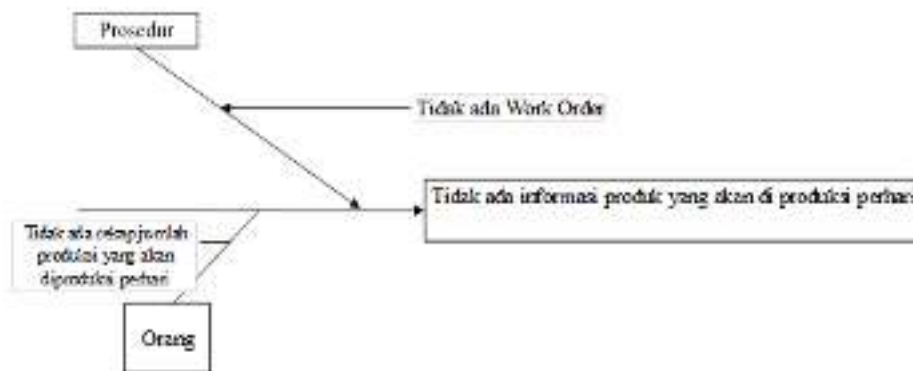 Prosedur
Tidak ada Work Order
Tidak ada informasi produk yang akan di produksi perhari
Tidak ada rekap jumlah
produksi yang akan
diproduksi perhari
Orang